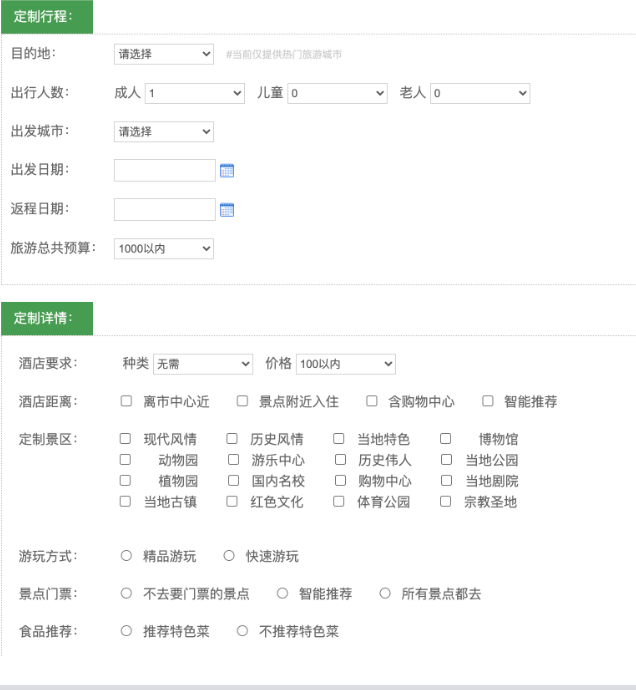 定制行程：
目的地： 请选择 #当前仅提供热门旅游城市
出行人数： 成人 1 儿童 0 老人 0
出发城市： 请选择
出发日期：
返程日期：
旅游总共预算： 1000以内
定制详情：
酒店要求： 种类 无需 价格 100以内
酒店距离： 离市中心近 景点附近入住 含购物中心 智能推荐
定制景区： 现代风情 历史风情 当地特色 博物馆
动物园 游乐中心 历史伟人 当地公园
植物园 国内名校 购物中心 当地剧院
当地古镇 红色文化 体育公园 宗教圣地
游玩方式： 精品游玩 快速游玩
景点门票： 不去要门票的景点 智能推荐 所有景点都去
食品推荐： 推荐特色菜 不推荐特色菜